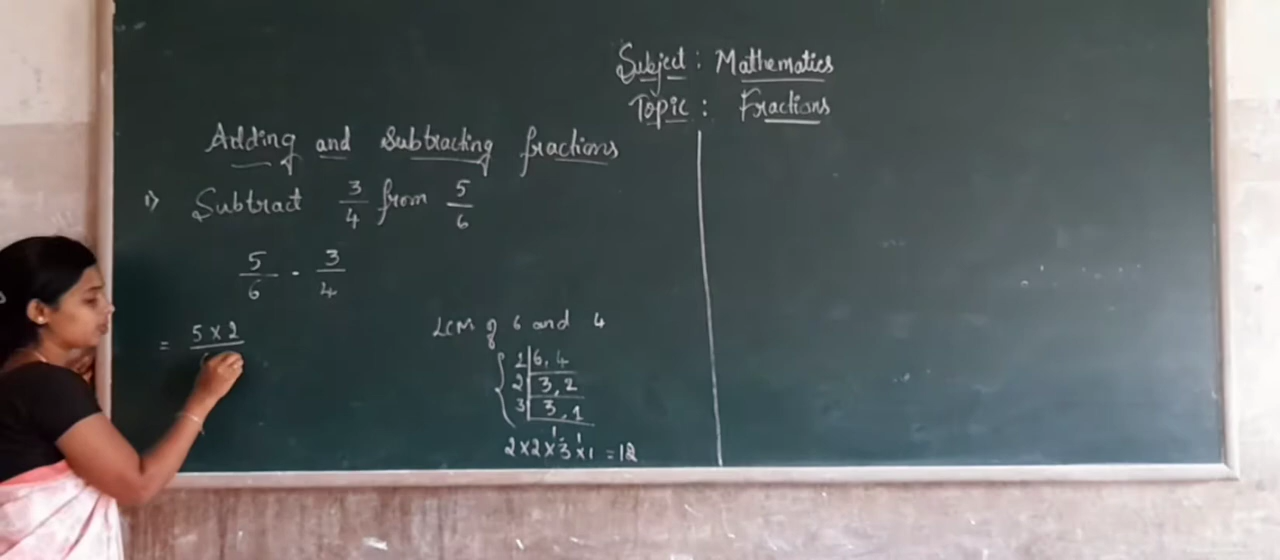 Subject : Mathematics
Topic : Fractions
Adding and Subtracting fractions
1) Subtract 3/4 from 5/6
5/6 - 3/4
= 5 × 2
LCM of 6 and 4
2 | 6, 4
2 | 3, 2
3 | 3, 1
1, 1
2 × 2 × 3 × 1 = 12